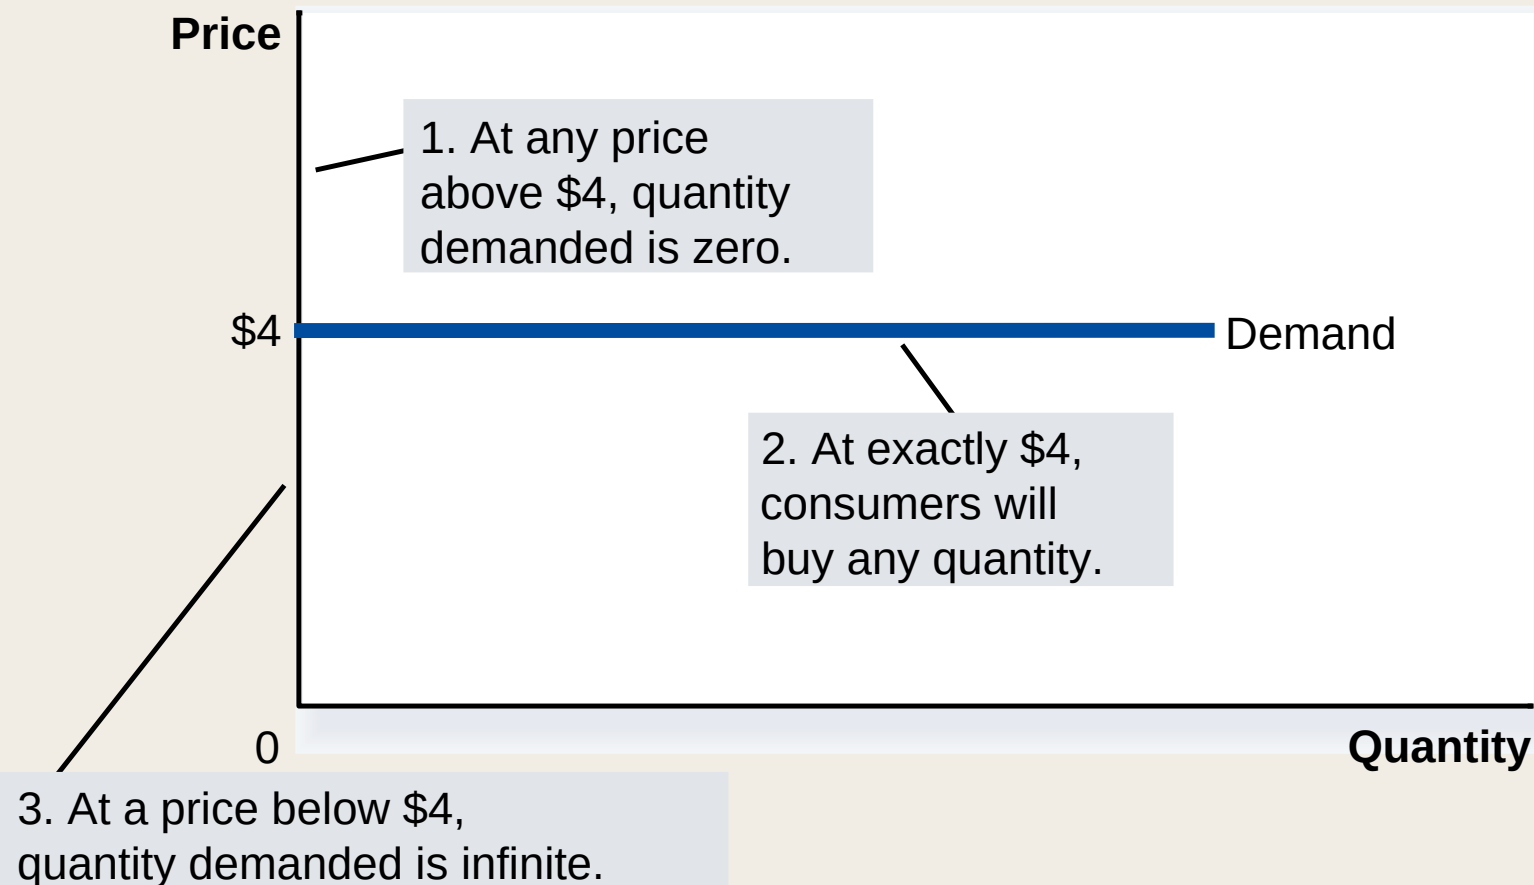 Price
1. At any price
above $4, quantity
demanded is zero.
$4
Demand
2. At exactly $4,
consumers will
buy any quantity.
0
Quantity
3. At a price below $4,
quantity demanded is infinite.